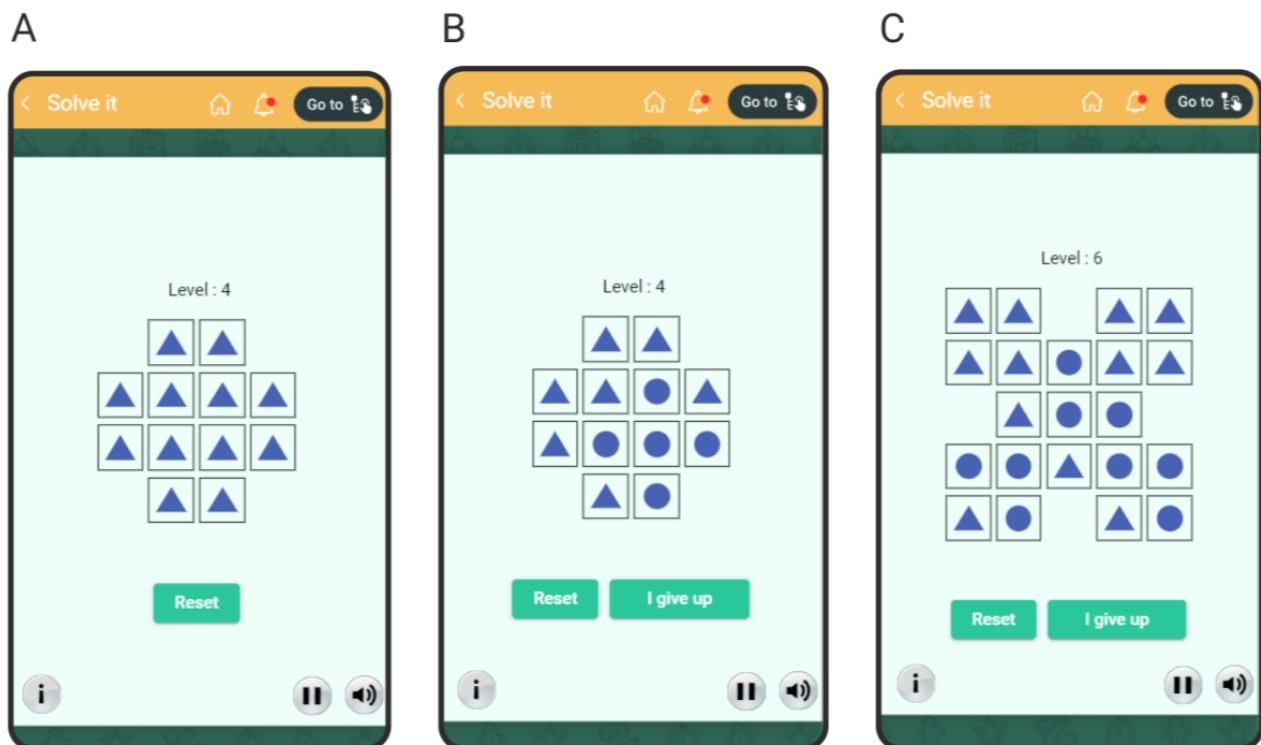 A
B
C
Solve it
Go to
Level : 4
Reset
i
Solve it
Go to
Level : 4
Reset
I give up
i
Solve it
Go to
Level : 6
Reset
I give up
i